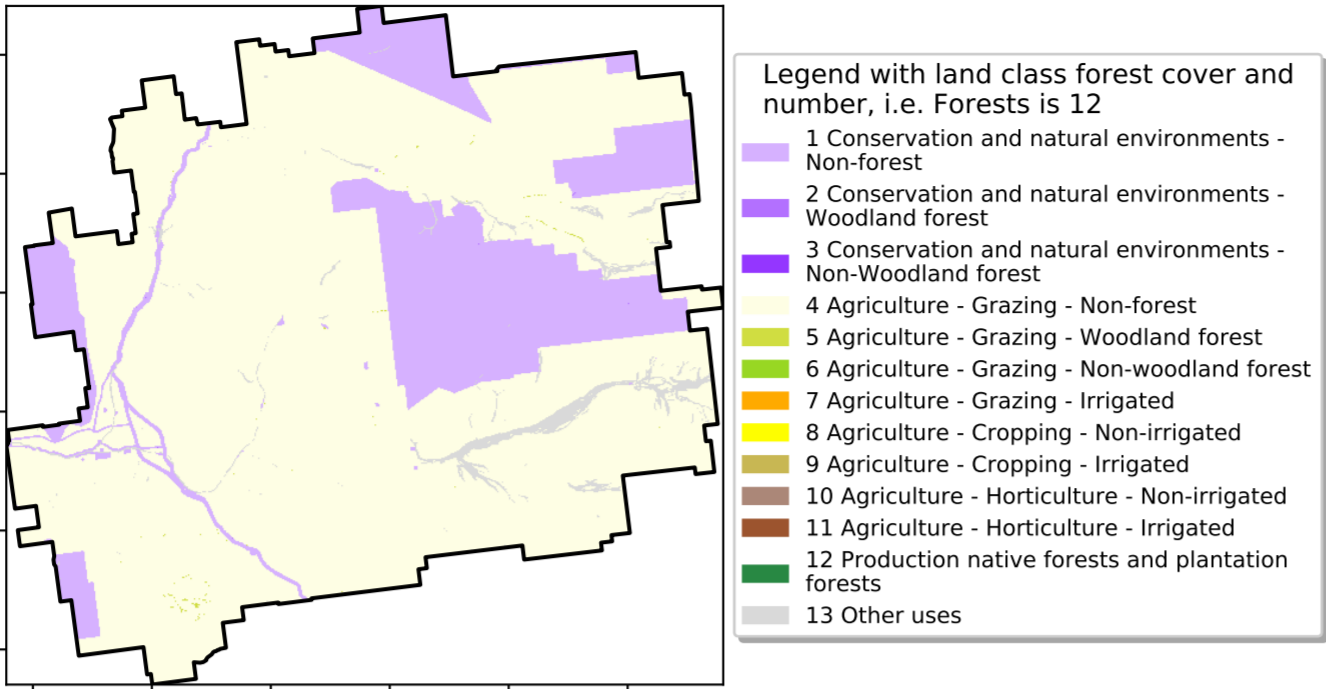 Legend with land class forest cover and
number, i.e. Forests is 12
1 Conservation and natural environments -
Non-forest
2 Conservation and natural environments -
Woodland forest
3 Conservation and natural environments -
Non-Woodland forest
4 Agriculture - Grazing - Non-forest
5 Agriculture - Grazing - Woodland forest
6 Agriculture - Grazing - Non-woodland forest
7 Agriculture - Grazing - Irrigated
8 Agriculture - Cropping - Non-irrigated
9 Agriculture - Cropping - Irrigated
10 Agriculture - Horticulture - Non-irrigated
11 Agriculture - Horticulture - Irrigated
12 Production native forests and plantation
forests
13 Other uses